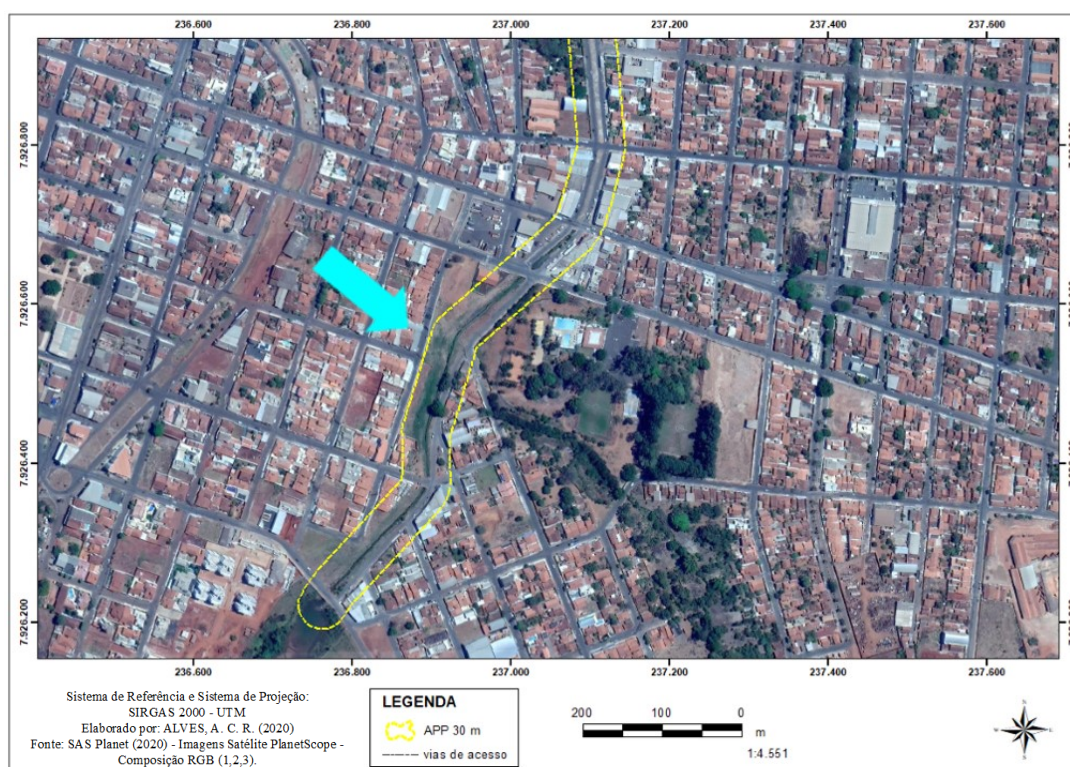 236.600 236.800 237.000 237.200 237.400 237.600
7.926.800
7.926.600
7.926.400
7.926.200
236.600 236.800 237.000 237.200 237.400 237.600
Sistema de Referência e Sistema de Projeção:
SIRGAS 2000 - UTM
Elaborado por: ALVES, A. C. R. (2020)
Fonte: SAS Planet (2020) - Imagens Satélite PlanetScope -
Composição RGB (1,2,3).
LEGENDA
APP 30 m
vias de acesso
200 100 0
m
1:4.551
N